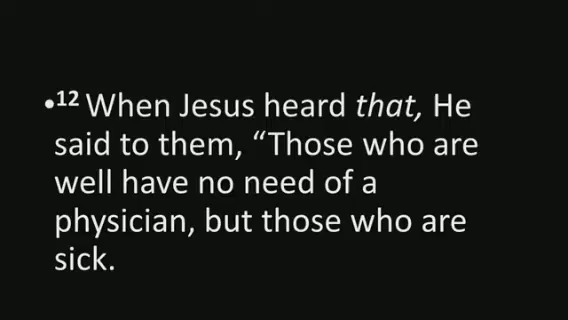 •12 When Jesus heard that, He
said to them, “Those who are
well have no need of a
physician, but those who are
sick.